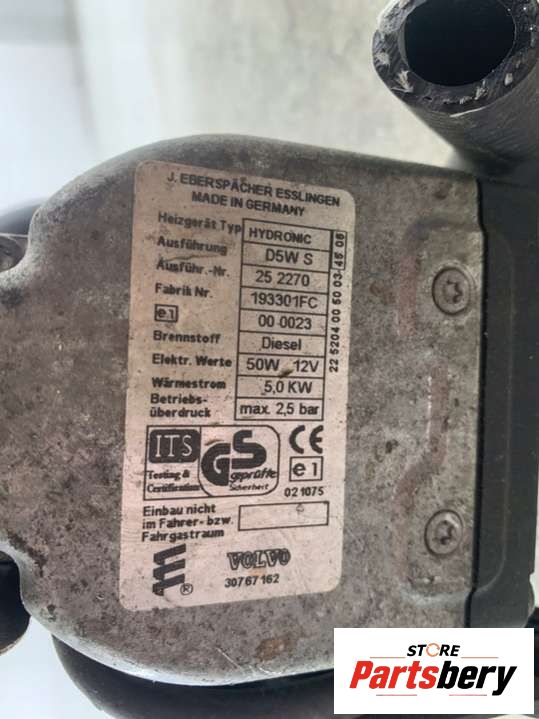 J. EBERSPÄCHER ESSLINGEN
MADE IN GERMANY
Heizgerät Typ HYDRONIC
Ausführung D5W S
Ausführ.-Nr. 25 2270
Fabrik Nr. 193301FC
e1 00 0023
Brennstoff Diesel
Elektr. Werte 50W 12V
Wärmestrom 5,0 KW
Betriebs-
überdruck max. 2,5 bar
22 5204 00 50 03 45 05
ITS
Testing &
Certification
GS
geprüfte
Sicherheit
CE
e1
021075
Einbau nicht
im Fahrer- bzw.
Fahrgastraum
®
VOLVO
30767162
STORE
Partsbery